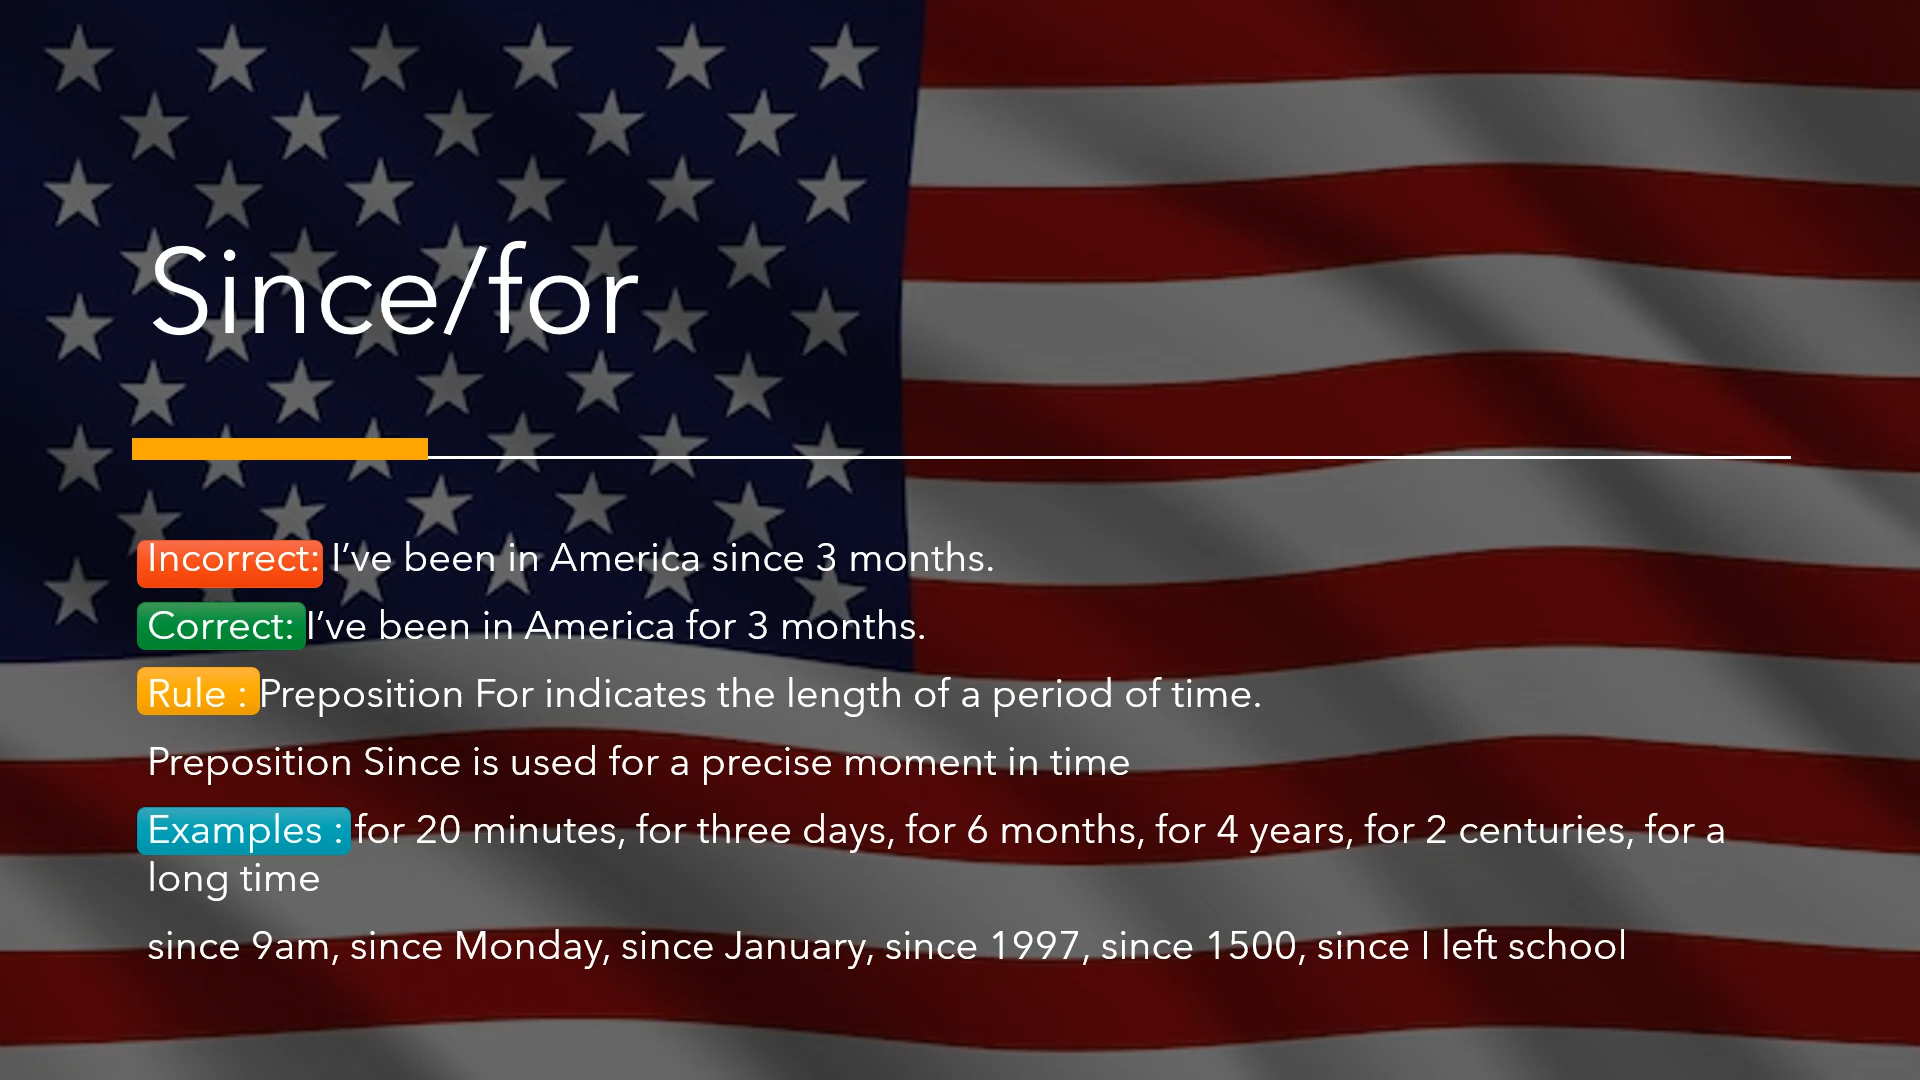 Since/for
Incorrect: I’ve been in America since 3 months.
Correct: I’ve been in America for 3 months.
Rule : Preposition For indicates the length of a period of time.
Preposition Since is used for a precise moment in time
Examples : for 20 minutes, for three days, for 6 months, for 4 years, for 2 centuries, for a
long time
since 9am, since Monday, since January, since 1997, since 1500, since I left school